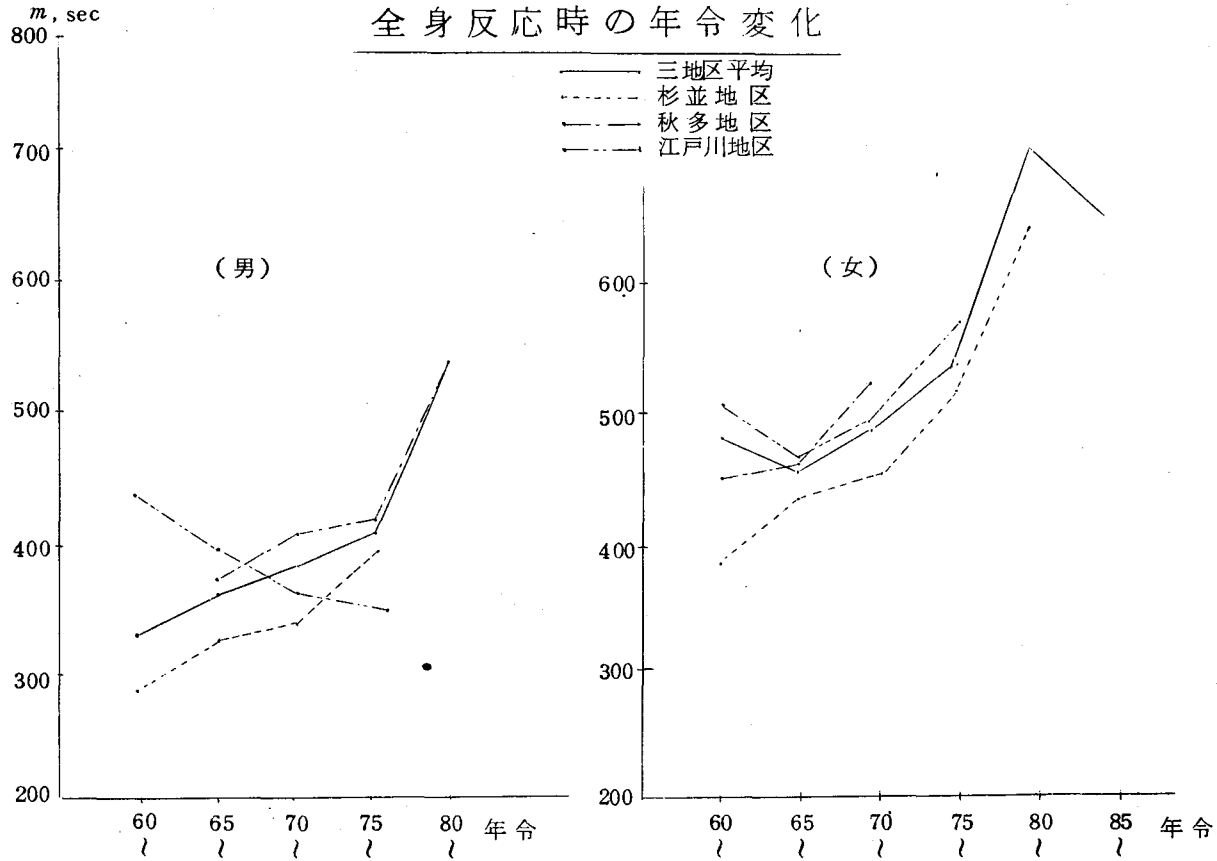 全身反応時の年令変化
m, sec
三地区平均
杉並地区
秋多地区
江戸川地区
(男)
800
700
600
500
400
300
200
60 65 70 75 80 年令
~ ~ ~ ~ ~
(女)
600
500
400
300
200
60 65 70 75 80 85 年令
~ ~ ~ ~ ~ ~